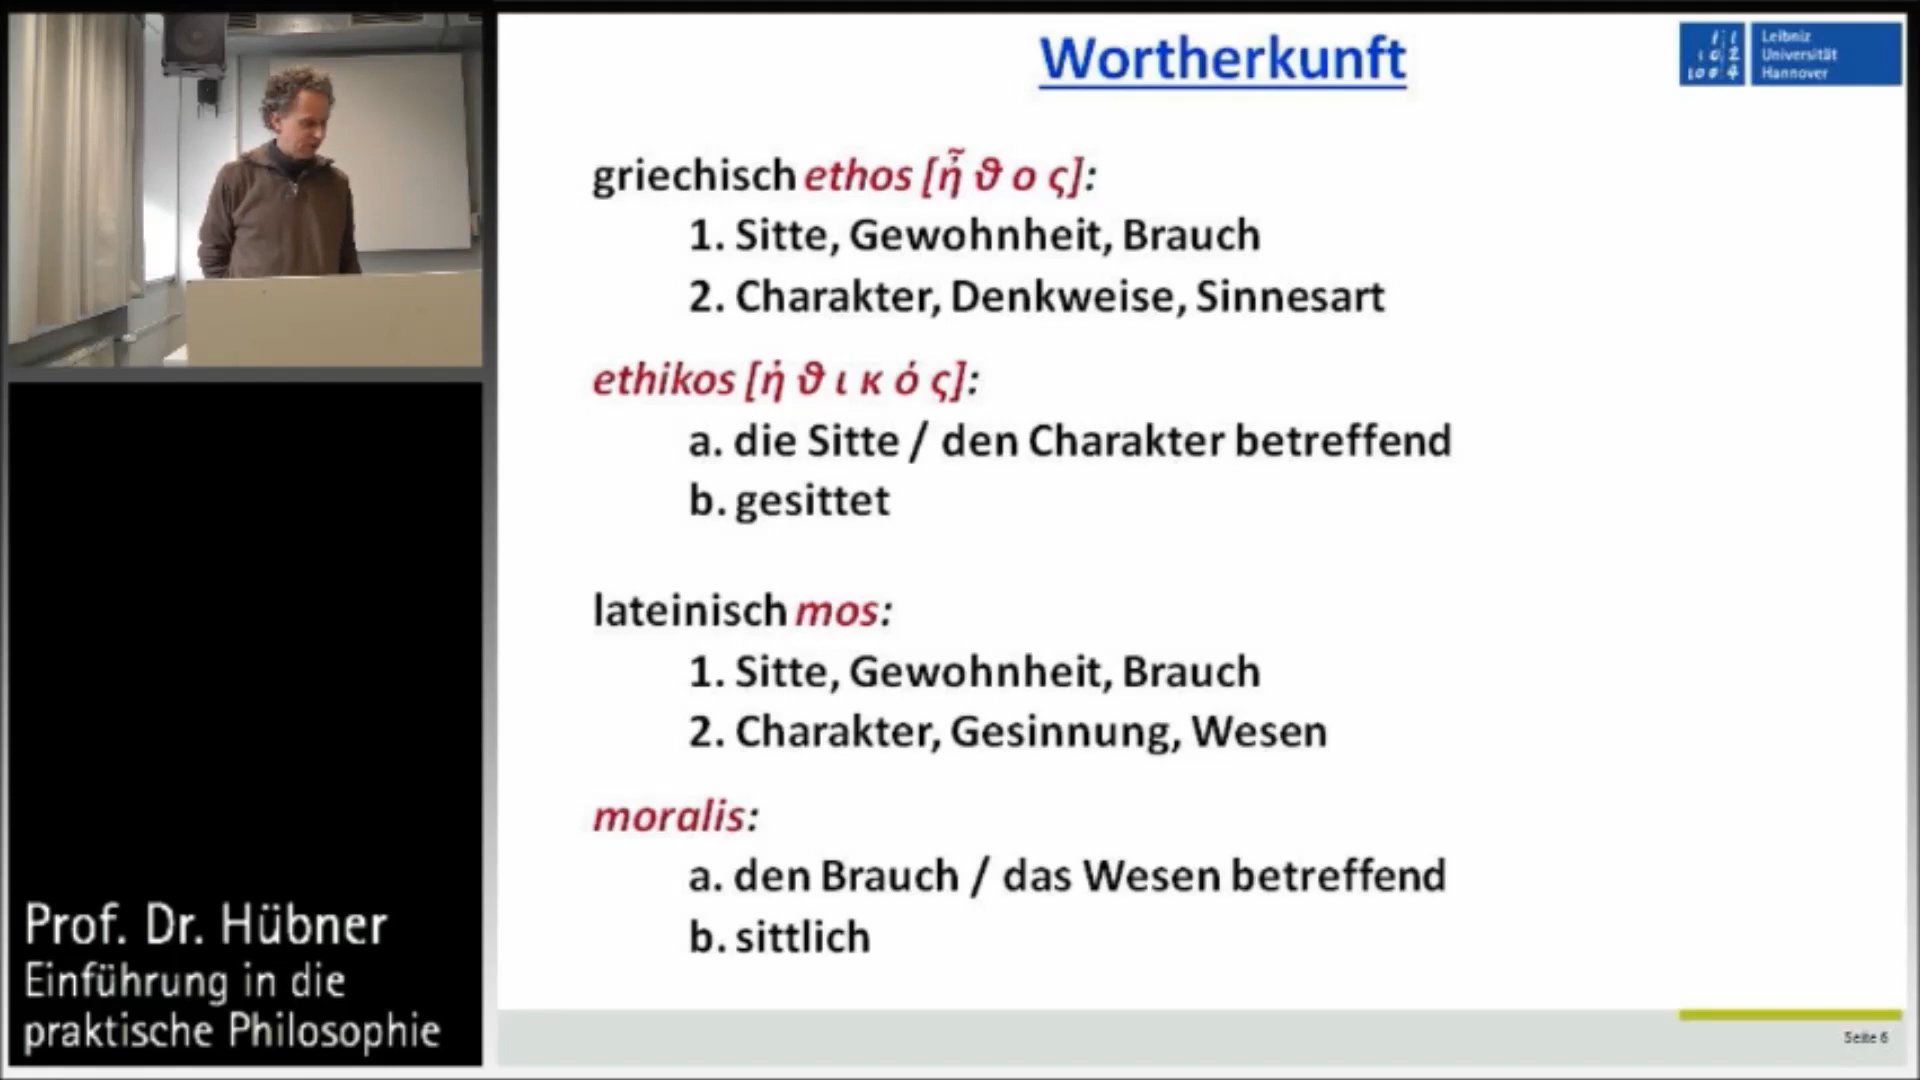 Wortherkunft
Leibniz
Universität
Hannover
griechisch ethos [ἦ ϑ ο ς]:
1. Sitte, Gewohnheit, Brauch
2. Charakter, Denkweise, Sinnesart
ethikos [ἠ ϑ ι κ ό ς]:
a. die Sitte / den Charakter betreffend
b. gesittet
lateinisch mos:
1. Sitte, Gewohnheit, Brauch
2. Charakter, Gesinnung, Wesen
moralis:
a. den Brauch / das Wesen betreffend
b. sittlich
Seite 6
Prof. Dr. Hübner
Einführung in die
praktische Philosophie